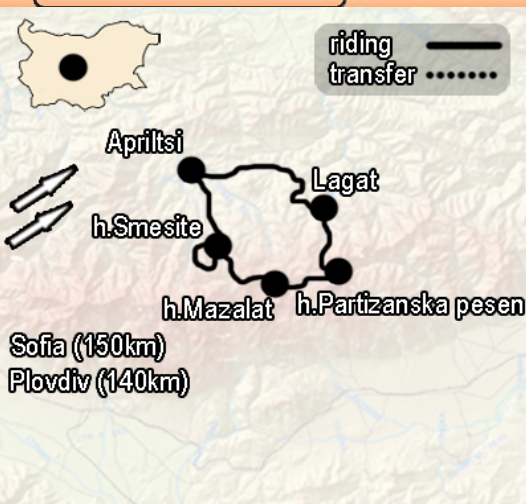 riding
transfer
Apriltsi
Lagat
h.Smesite
h.Mazalat
h.Partizanska pesen
Sofia (150km)
Plovdiv (140km)